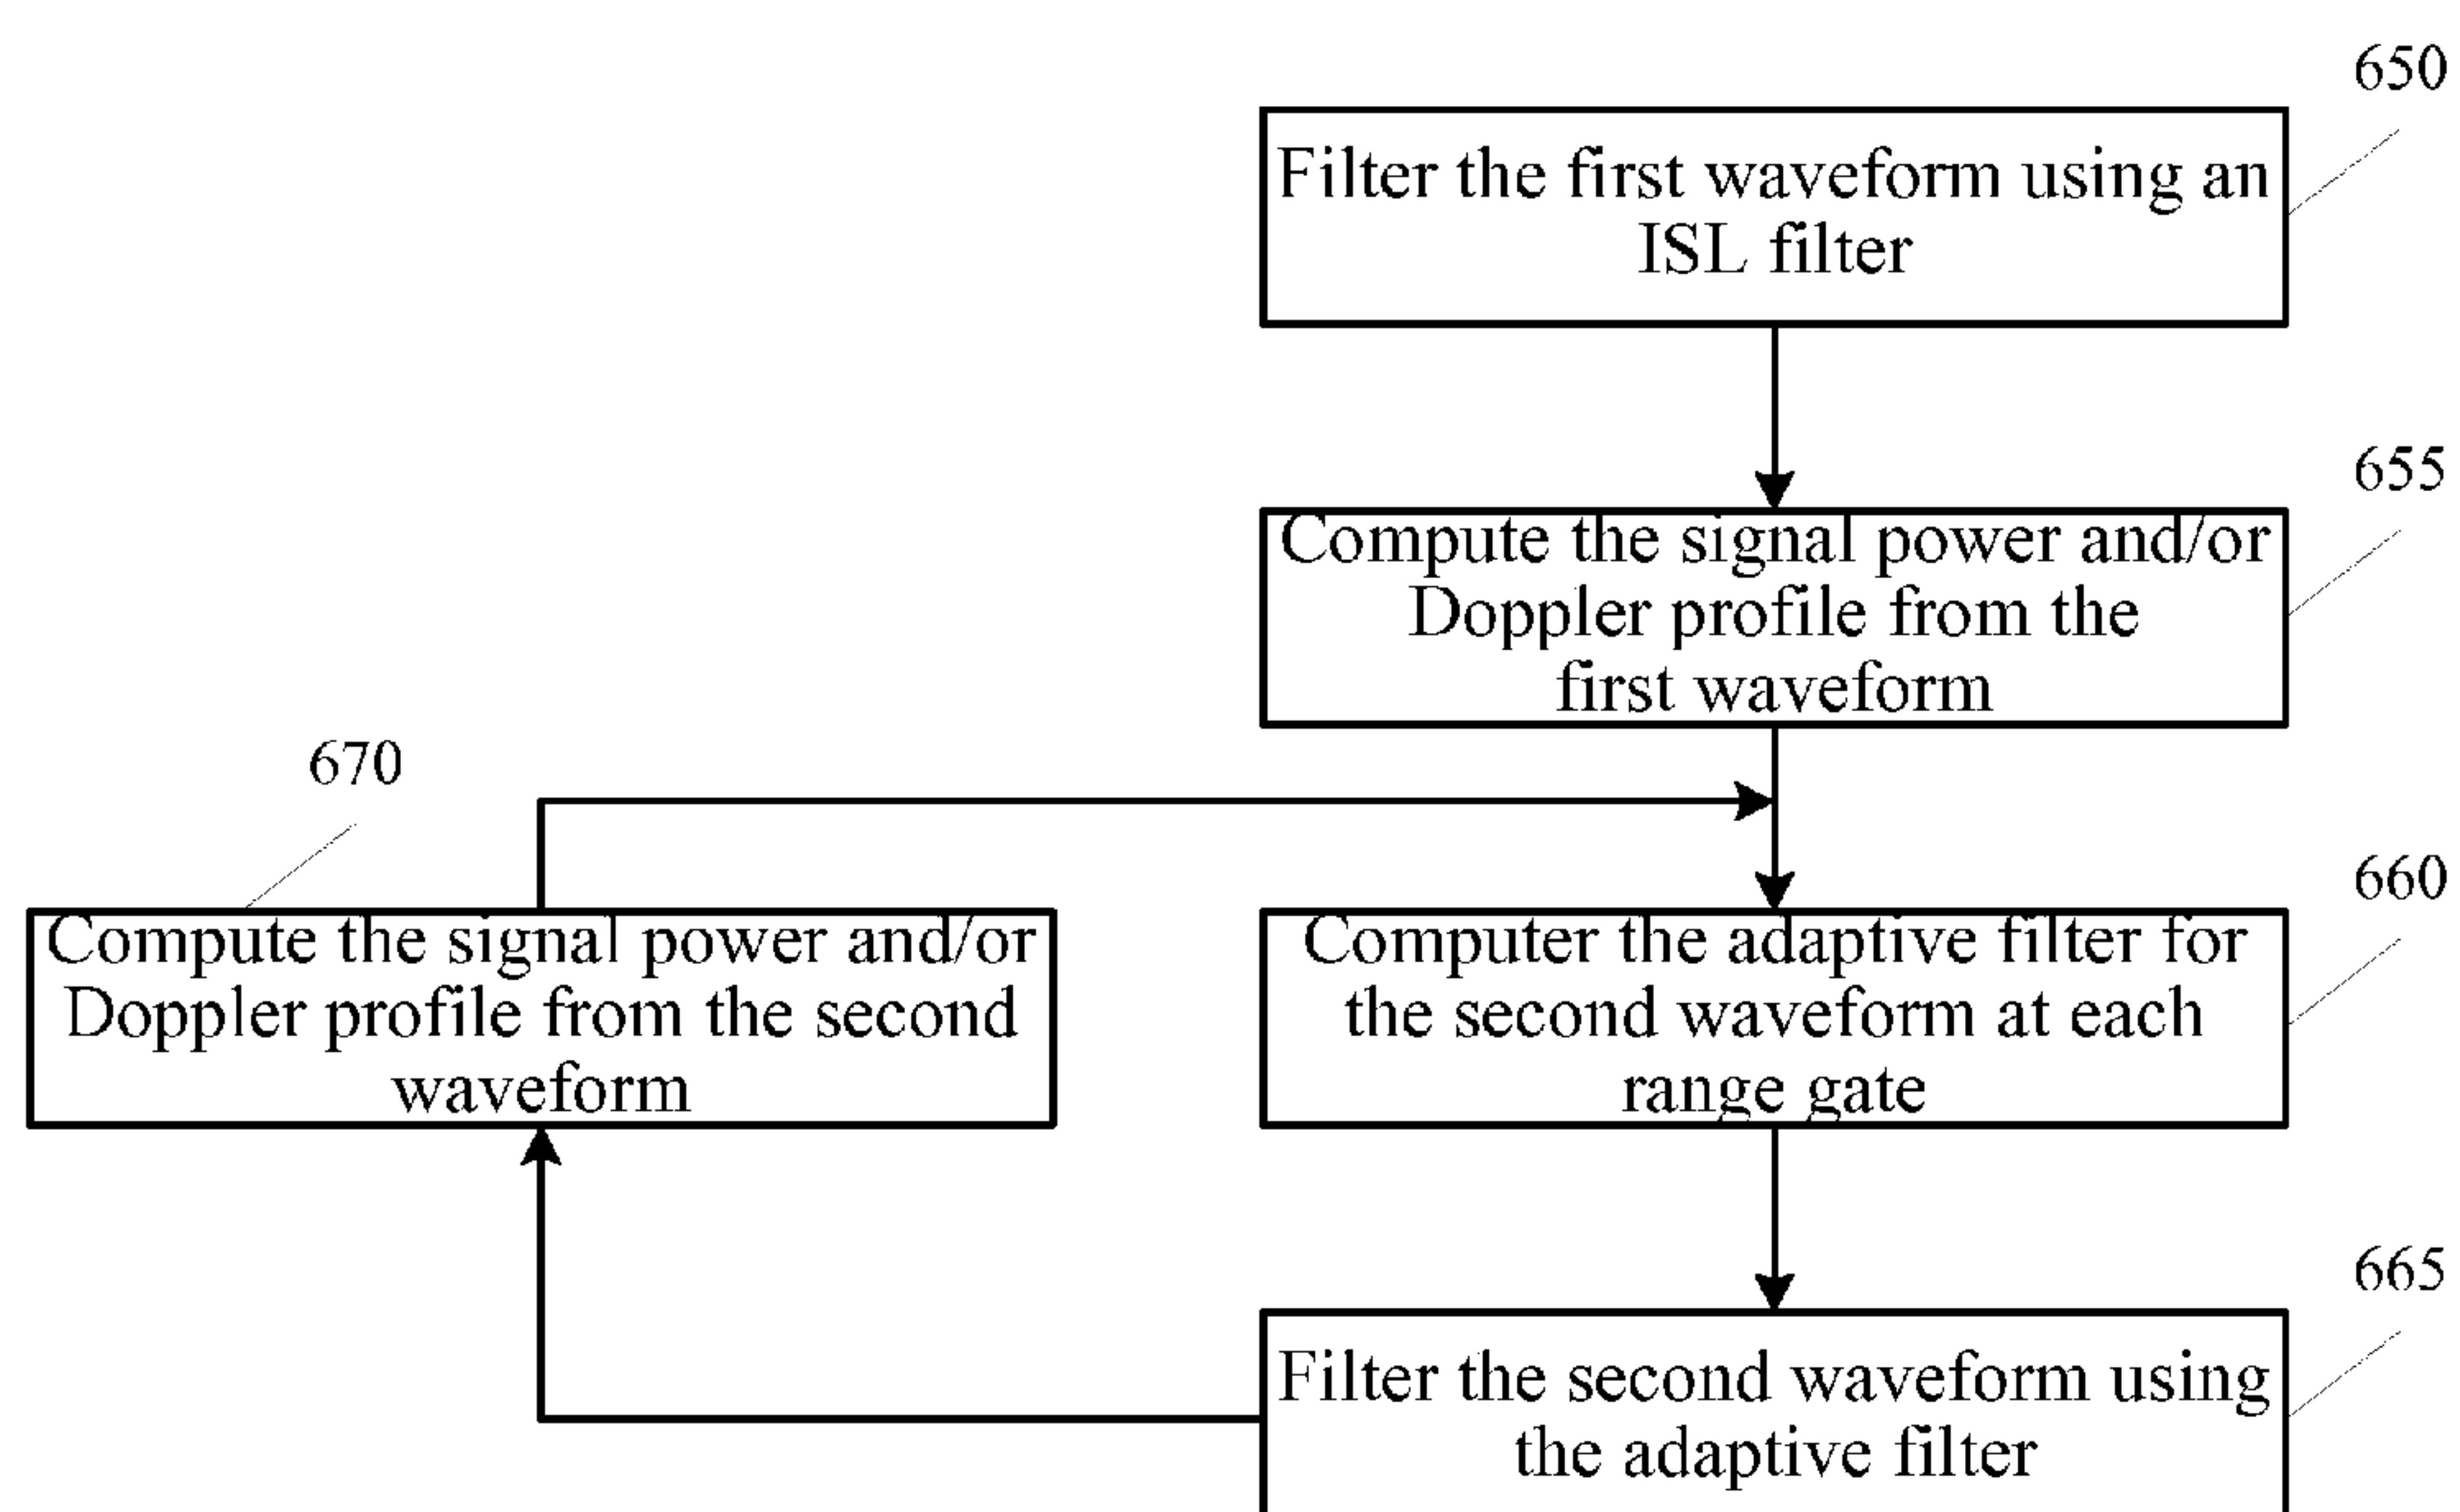 650
Filter the first waveform using an
ISL filter
655
Compute the signal power and/or
Doppler profile from the
first waveform
670
Compute the signal power and/or
Doppler profile from the second
waveform
660
Computer the adaptive filter for
the second waveform at each
range gate
665
Filter the second waveform using
the adaptive filter